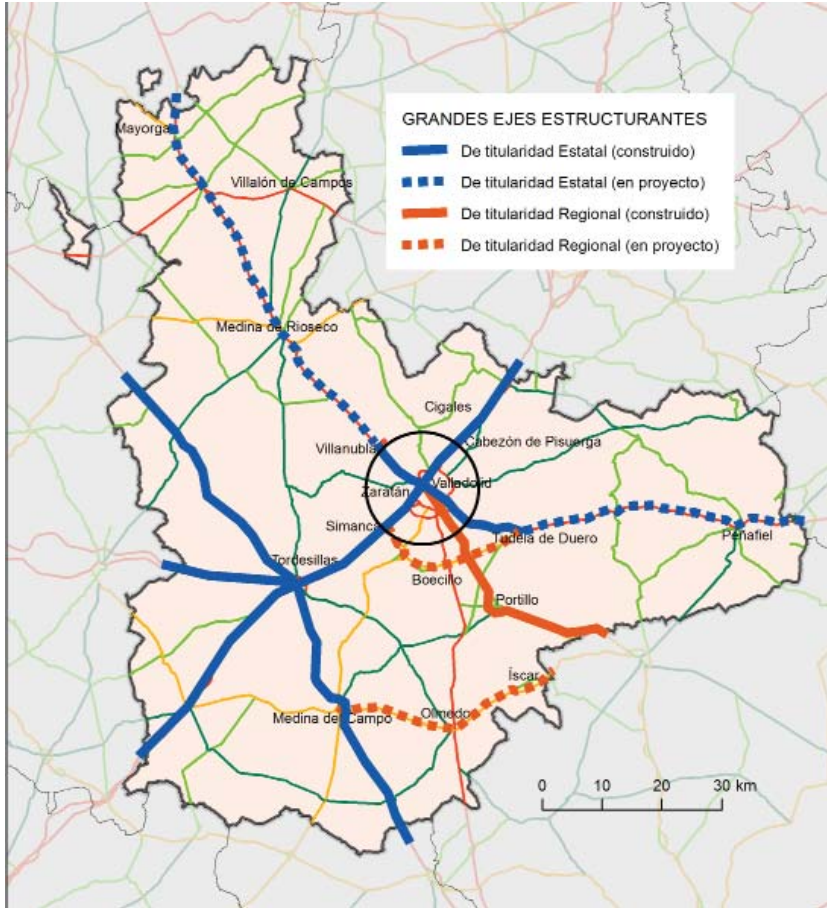 GRANDES EJES ESTRUCTURANTES
De titularidad Estatal (construido)
De titularidad Estatal (en proyecto)
De titularidad Regional (construido)
De titularidad Regional (en proyecto)
Mayorga
Villalón de Campos
Medina de Rioseco
Cigales
Villanubla
Cabezón de Pisuerga
Zaratán
Valladolid
Simanca
Tudela de Duero
Peñafiel
Tordesillas
Boecillo
Portillo
Íscar
Medina del Campo
Olmedo
0 10 20 30 km